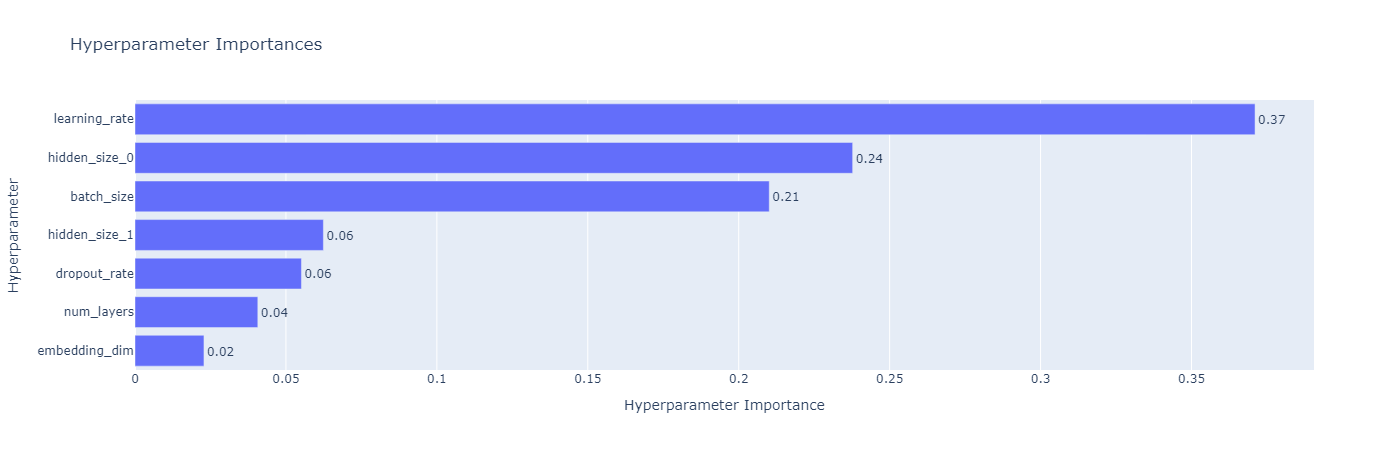 Hyperparameter Importances
Hyperparameter
learning_rate 0.37
hidden_size_0 0.24
batch_size 0.21
hidden_size_1 0.06
dropout_rate 0.06
num_layers 0.04
embedding_dim 0.02
0 0.05 0.1 0.15 0.2 0.25 0.3 0.35
Hyperparameter Importance